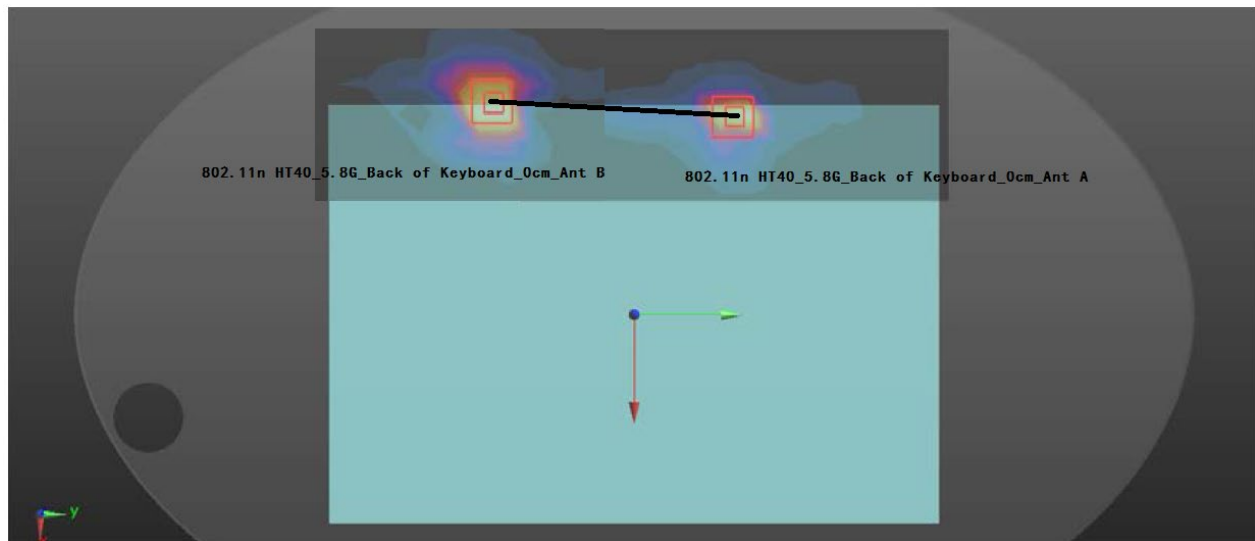 802.11n HT40_5.8G_Back of Keyboard_0cm_Ant B
802.11n HT40_5.8G_Back of Keyboard_0cm_Ant A
y